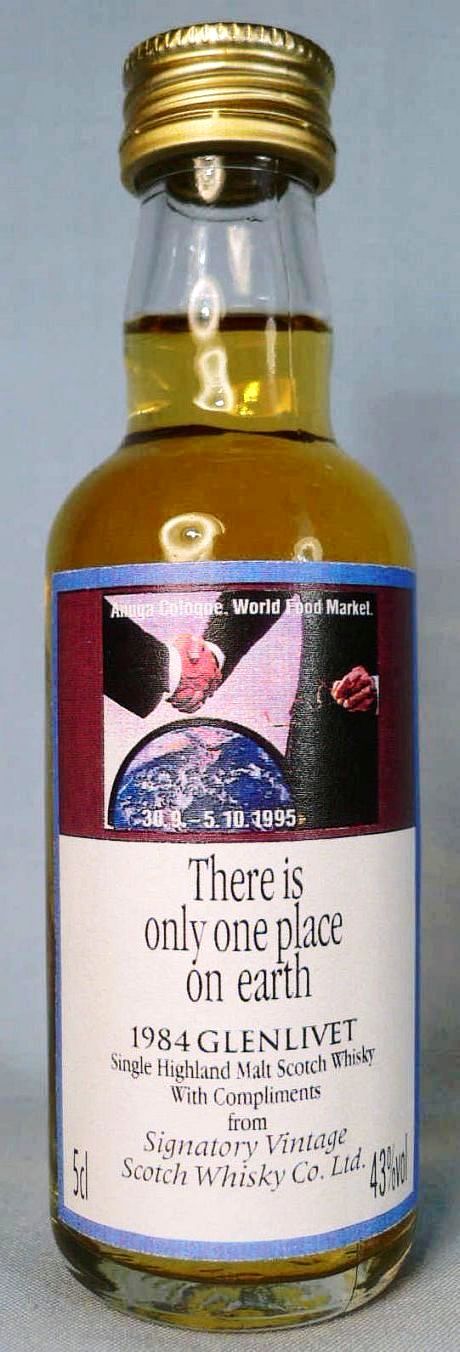 Anuga Cologne. World Food Market.
30.9.-5.10.1995
There is
only one place
on earth
1984 GLENLIVET
Single Highland Malt Scotch Whisky
With Compliments
from
Signatory Vintage
Scotch Whisky Co. Ltd.
5cl
43%vol